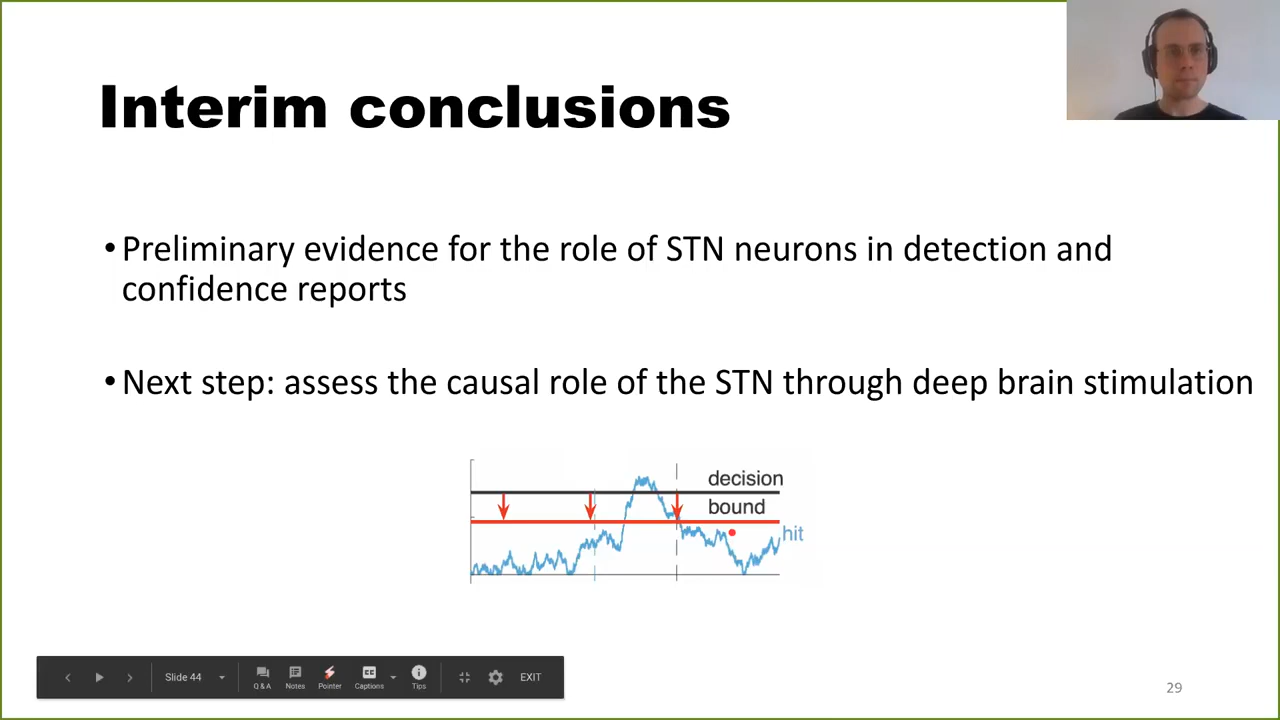 Interim conclusions
• Preliminary evidence for the role of STN neurons in detection and
confidence reports
• Next step: assess the causal role of the STN through deep brain stimulation
decision
bound
hit
Slide 44
Q & A
Notes
Pointer
CC
Captions
Tips
EXIT
29